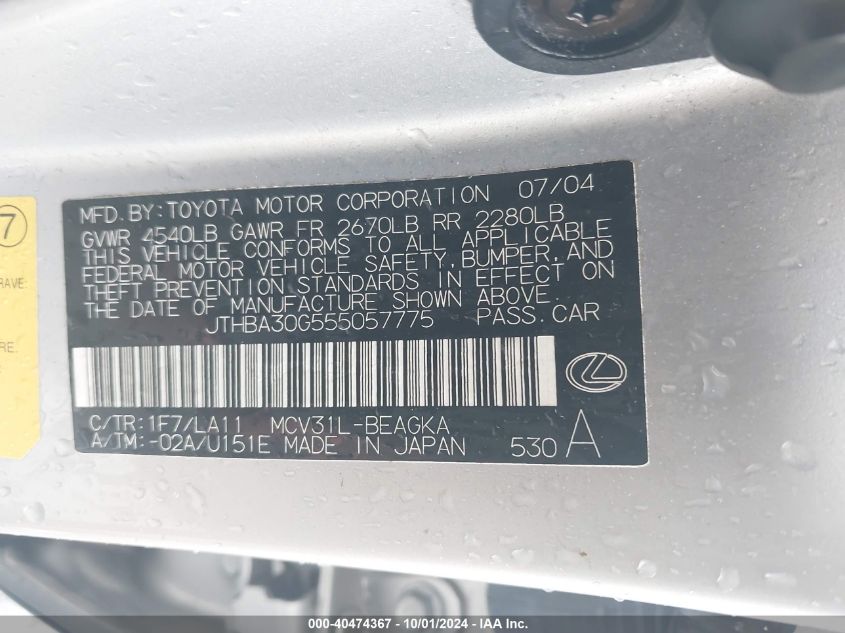 7
RAVE
RE.
MFD. BY: TOYOTA MOTOR CORPORATION 07/04
GVWR 4540LB GAWR FR 2670LB RR 2280LB
THIS VEHICLE CONFORMS TO ALL APPLICABLE
FEDERAL MOTOR VEHICLE SAFETY, BUMPER, AND
THEFT PREVENTION STANDARDS IN EFFECT ON
THE DATE OF MANUFACTURE SHOWN ABOVE.
JTHBA30G555057775 PASS. CAR
C/TR: 1F7/LA11 MCV31L-BEAGKA
A/TM: -02A/U151E MADE IN JAPAN 530 A
000-40474367 - 10/01/2024 - IAA Inc.